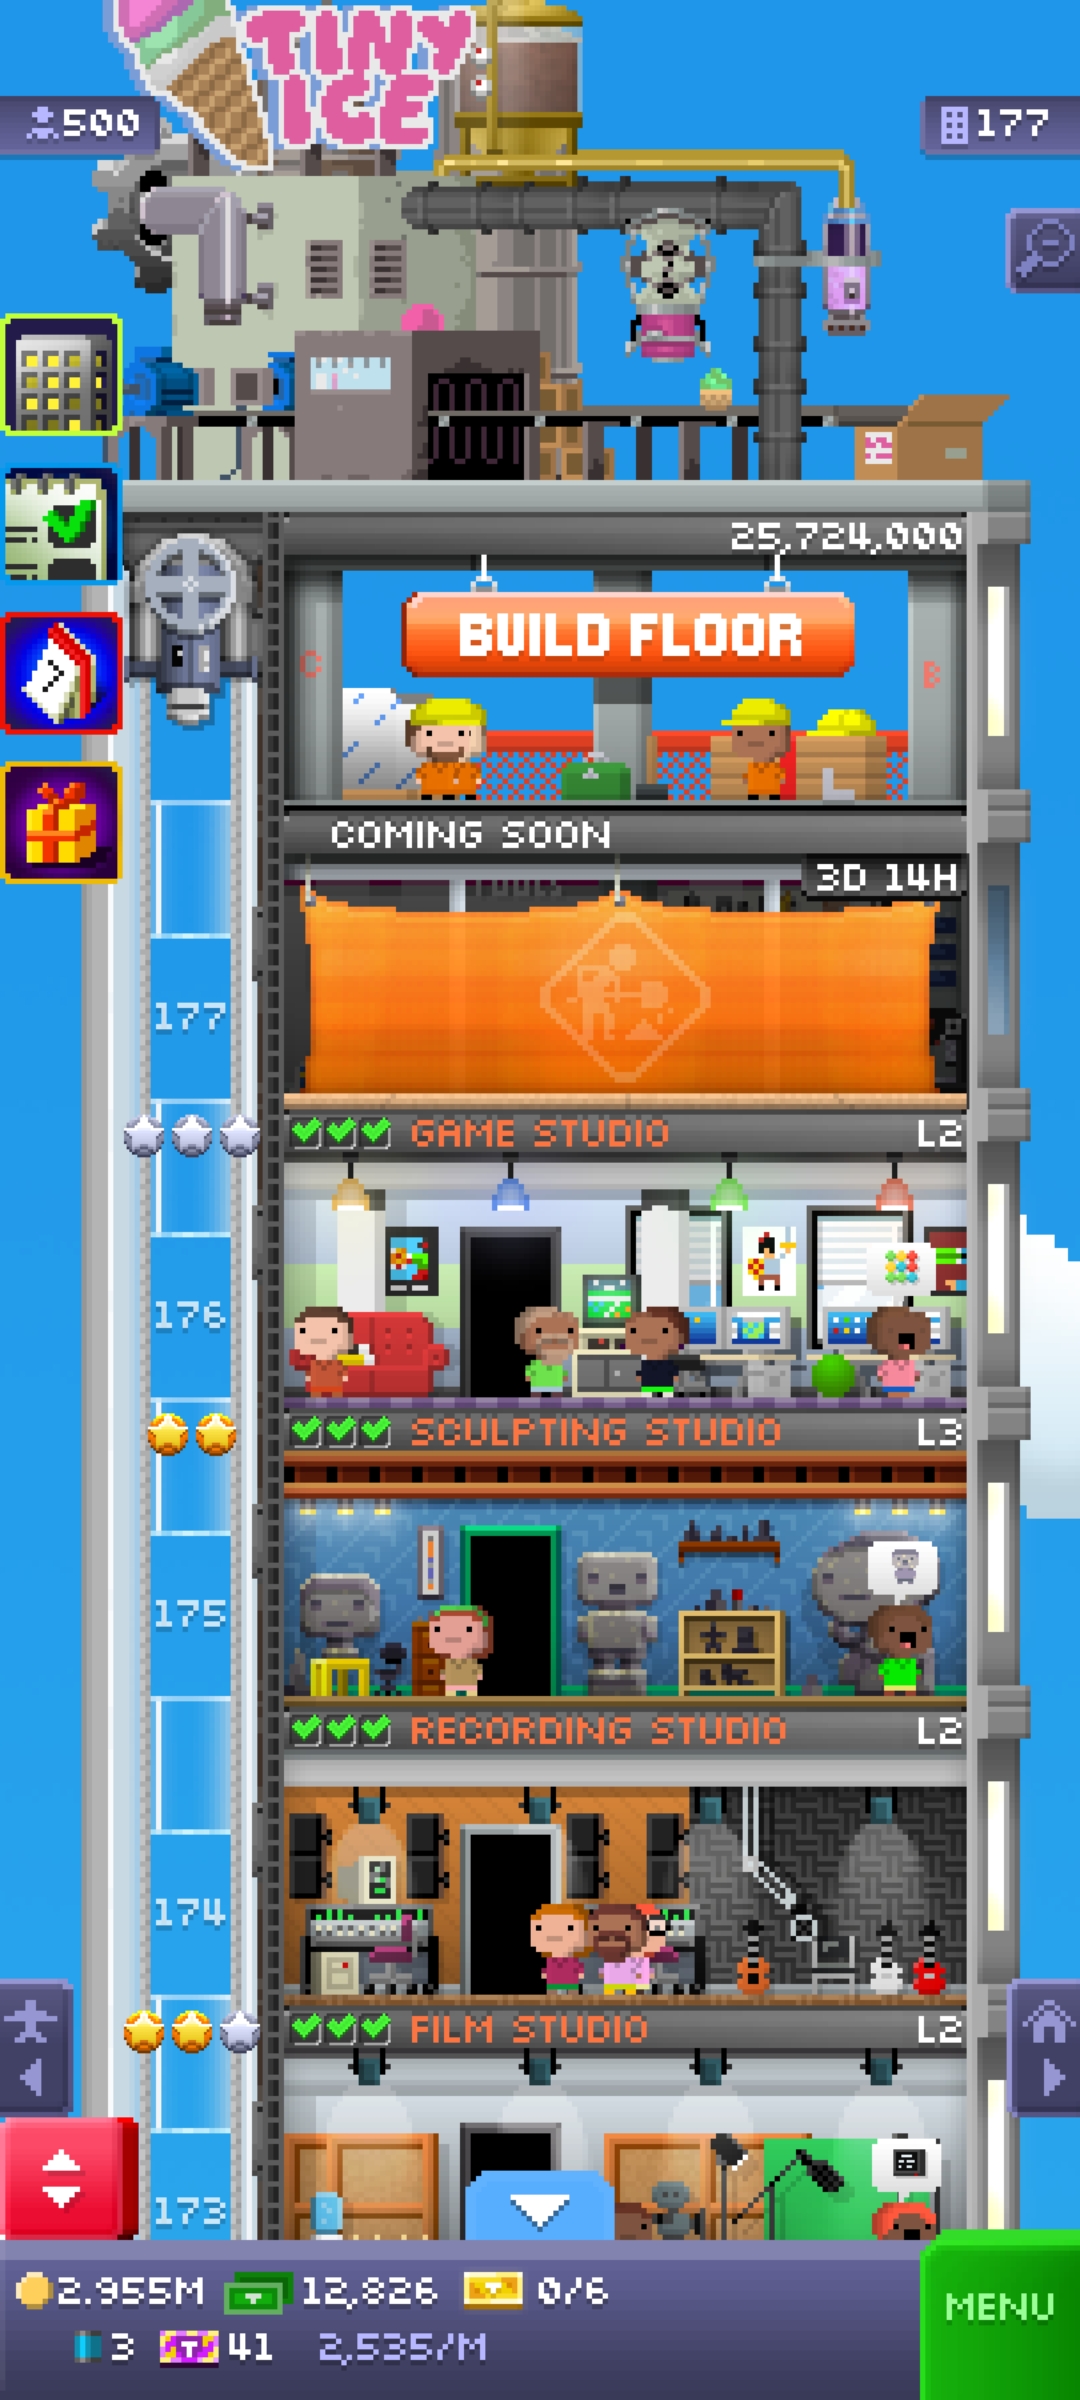 TINY
ICE
500
177
25,724,000
BUILD FLOOR
C
B
COMING SOON
3D 14H
177
GAME STUDIO
L2
176
SCULPTING STUDIO
L3
175
RECORDING STUDIO
L2
174
FILM STUDIO
L2
173
2.955M
12,826
0/6
MENU
3
T
41
2,535/M